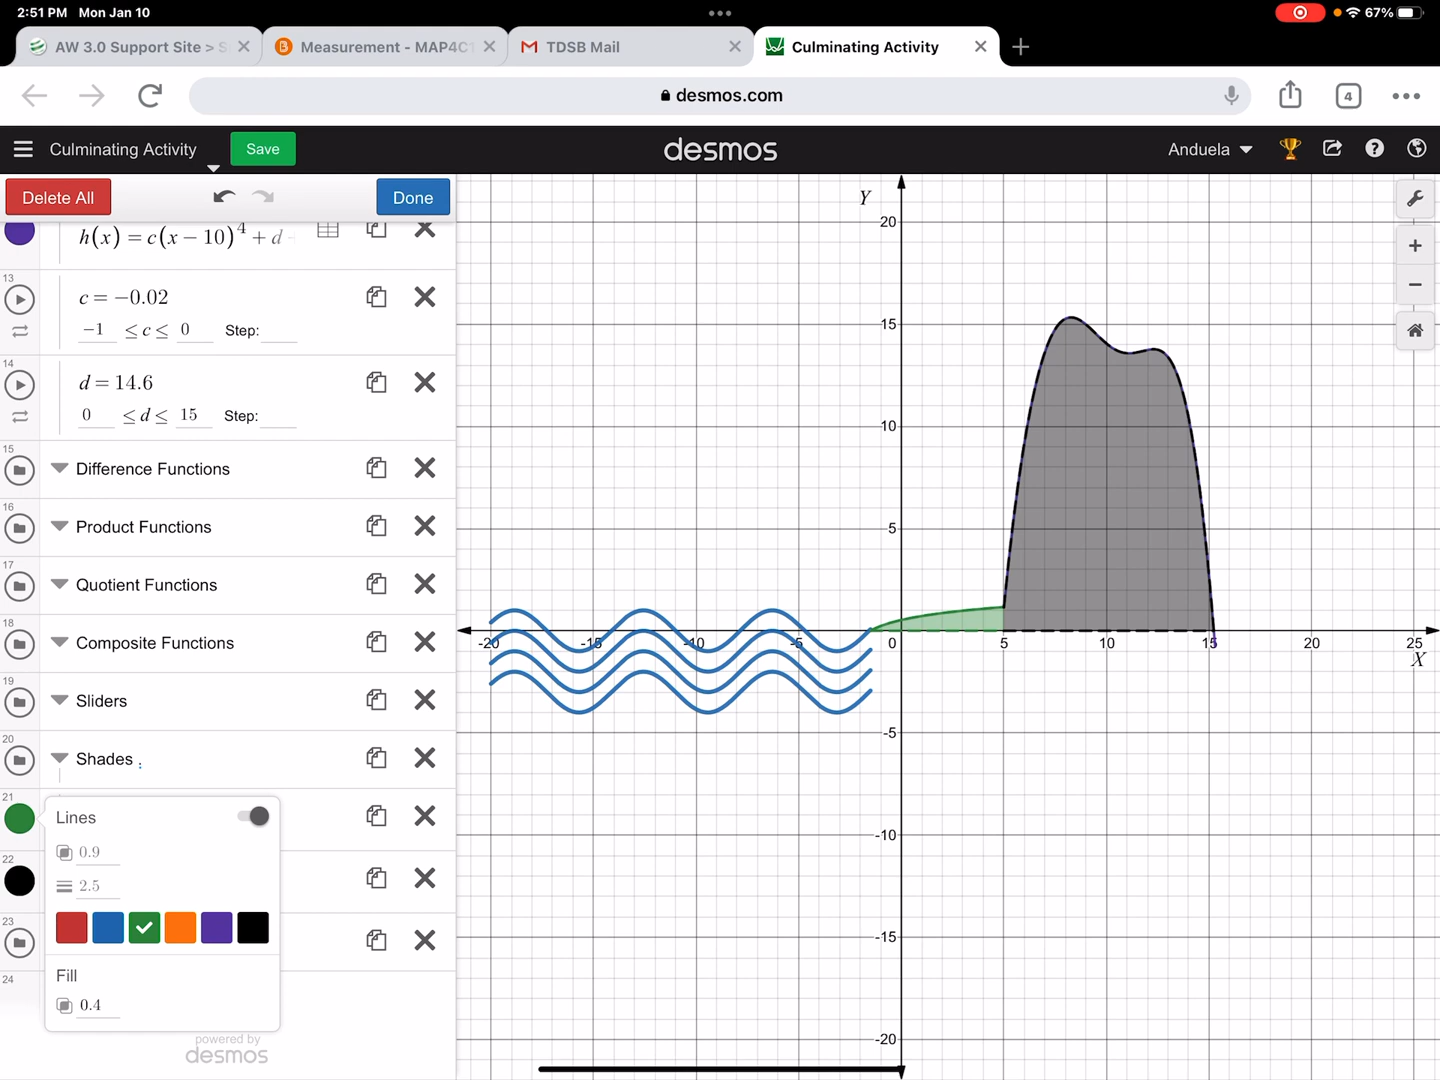 2:51 PM Mon Jan 10
67%
AW 3.0 Support Site > S
Measurement - MAP4C1
TDSB Mail
Culminating Activity
desmos.com
4
Culminating Activity
Save
desmos
Anduela
Delete All
Done
h(x) = c(x − 10)⁴ + d
13
c = −0.02
−1 ≤ c ≤ 0 Step:
14
d = 14.6
0 ≤ d ≤ 15 Step:
15
Difference Functions
16
Product Functions
17
Quotient Functions
18
Composite Functions
19
Sliders
20
Shades
21
Lines
0.9
22
2.5
23
Fill
24
0.4
powered by
desmos
Y
20
15
10
5
-20 -15 -10 -5 0 5 10 15 20 25
X
-5
-10
-15
-20